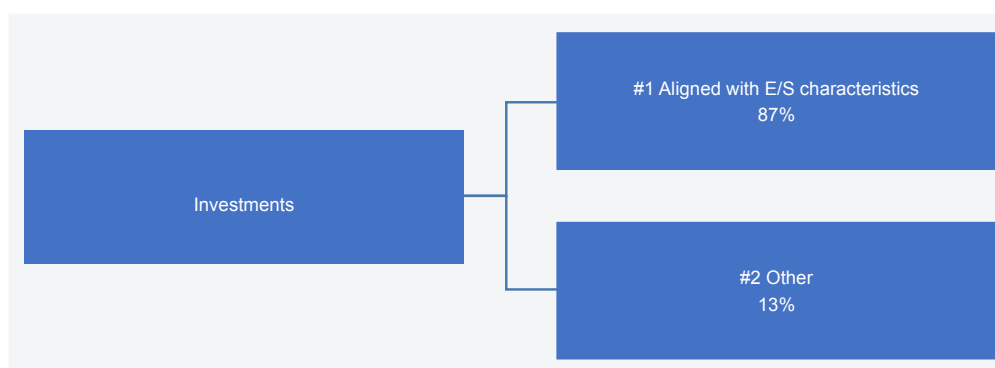 #1 Aligned with E/S characteristics
87%
Investments
#2 Other
13%